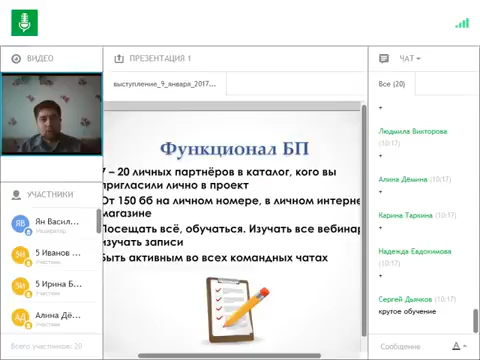 ВИДЕО
ПРЕЗЕНТАЦИЯ 1
ЧАТ
выступление_9_января_2017...
Все (20)
+
Людмила Викторова
(10:17)
+
Алина Дёмина (10:17)
+
Карина Таркина (10:17)
+
Надежда Евдокимова
(10:17)
+
Сергей Дьячков (10:17)
крутое обучение
Функционал БП
7 – 20 личных партнёров в каталог, кого вы
пригласили лично в проект
От 150 бб на личном номере, в личном интерне
магазине
Посещать всё, обучаться. Изучать все вебинар
изучать записи
Быть активным во всех командных чатах
УЧАСТНИКИ
ЯВ
Ян Васил...
Модератор
5И
5 Иванов ...
Участник
5И
5 Ирина Б...
Участник
АД
Алина Дё...
Участник
Всего участников: 20
Сообщение
A